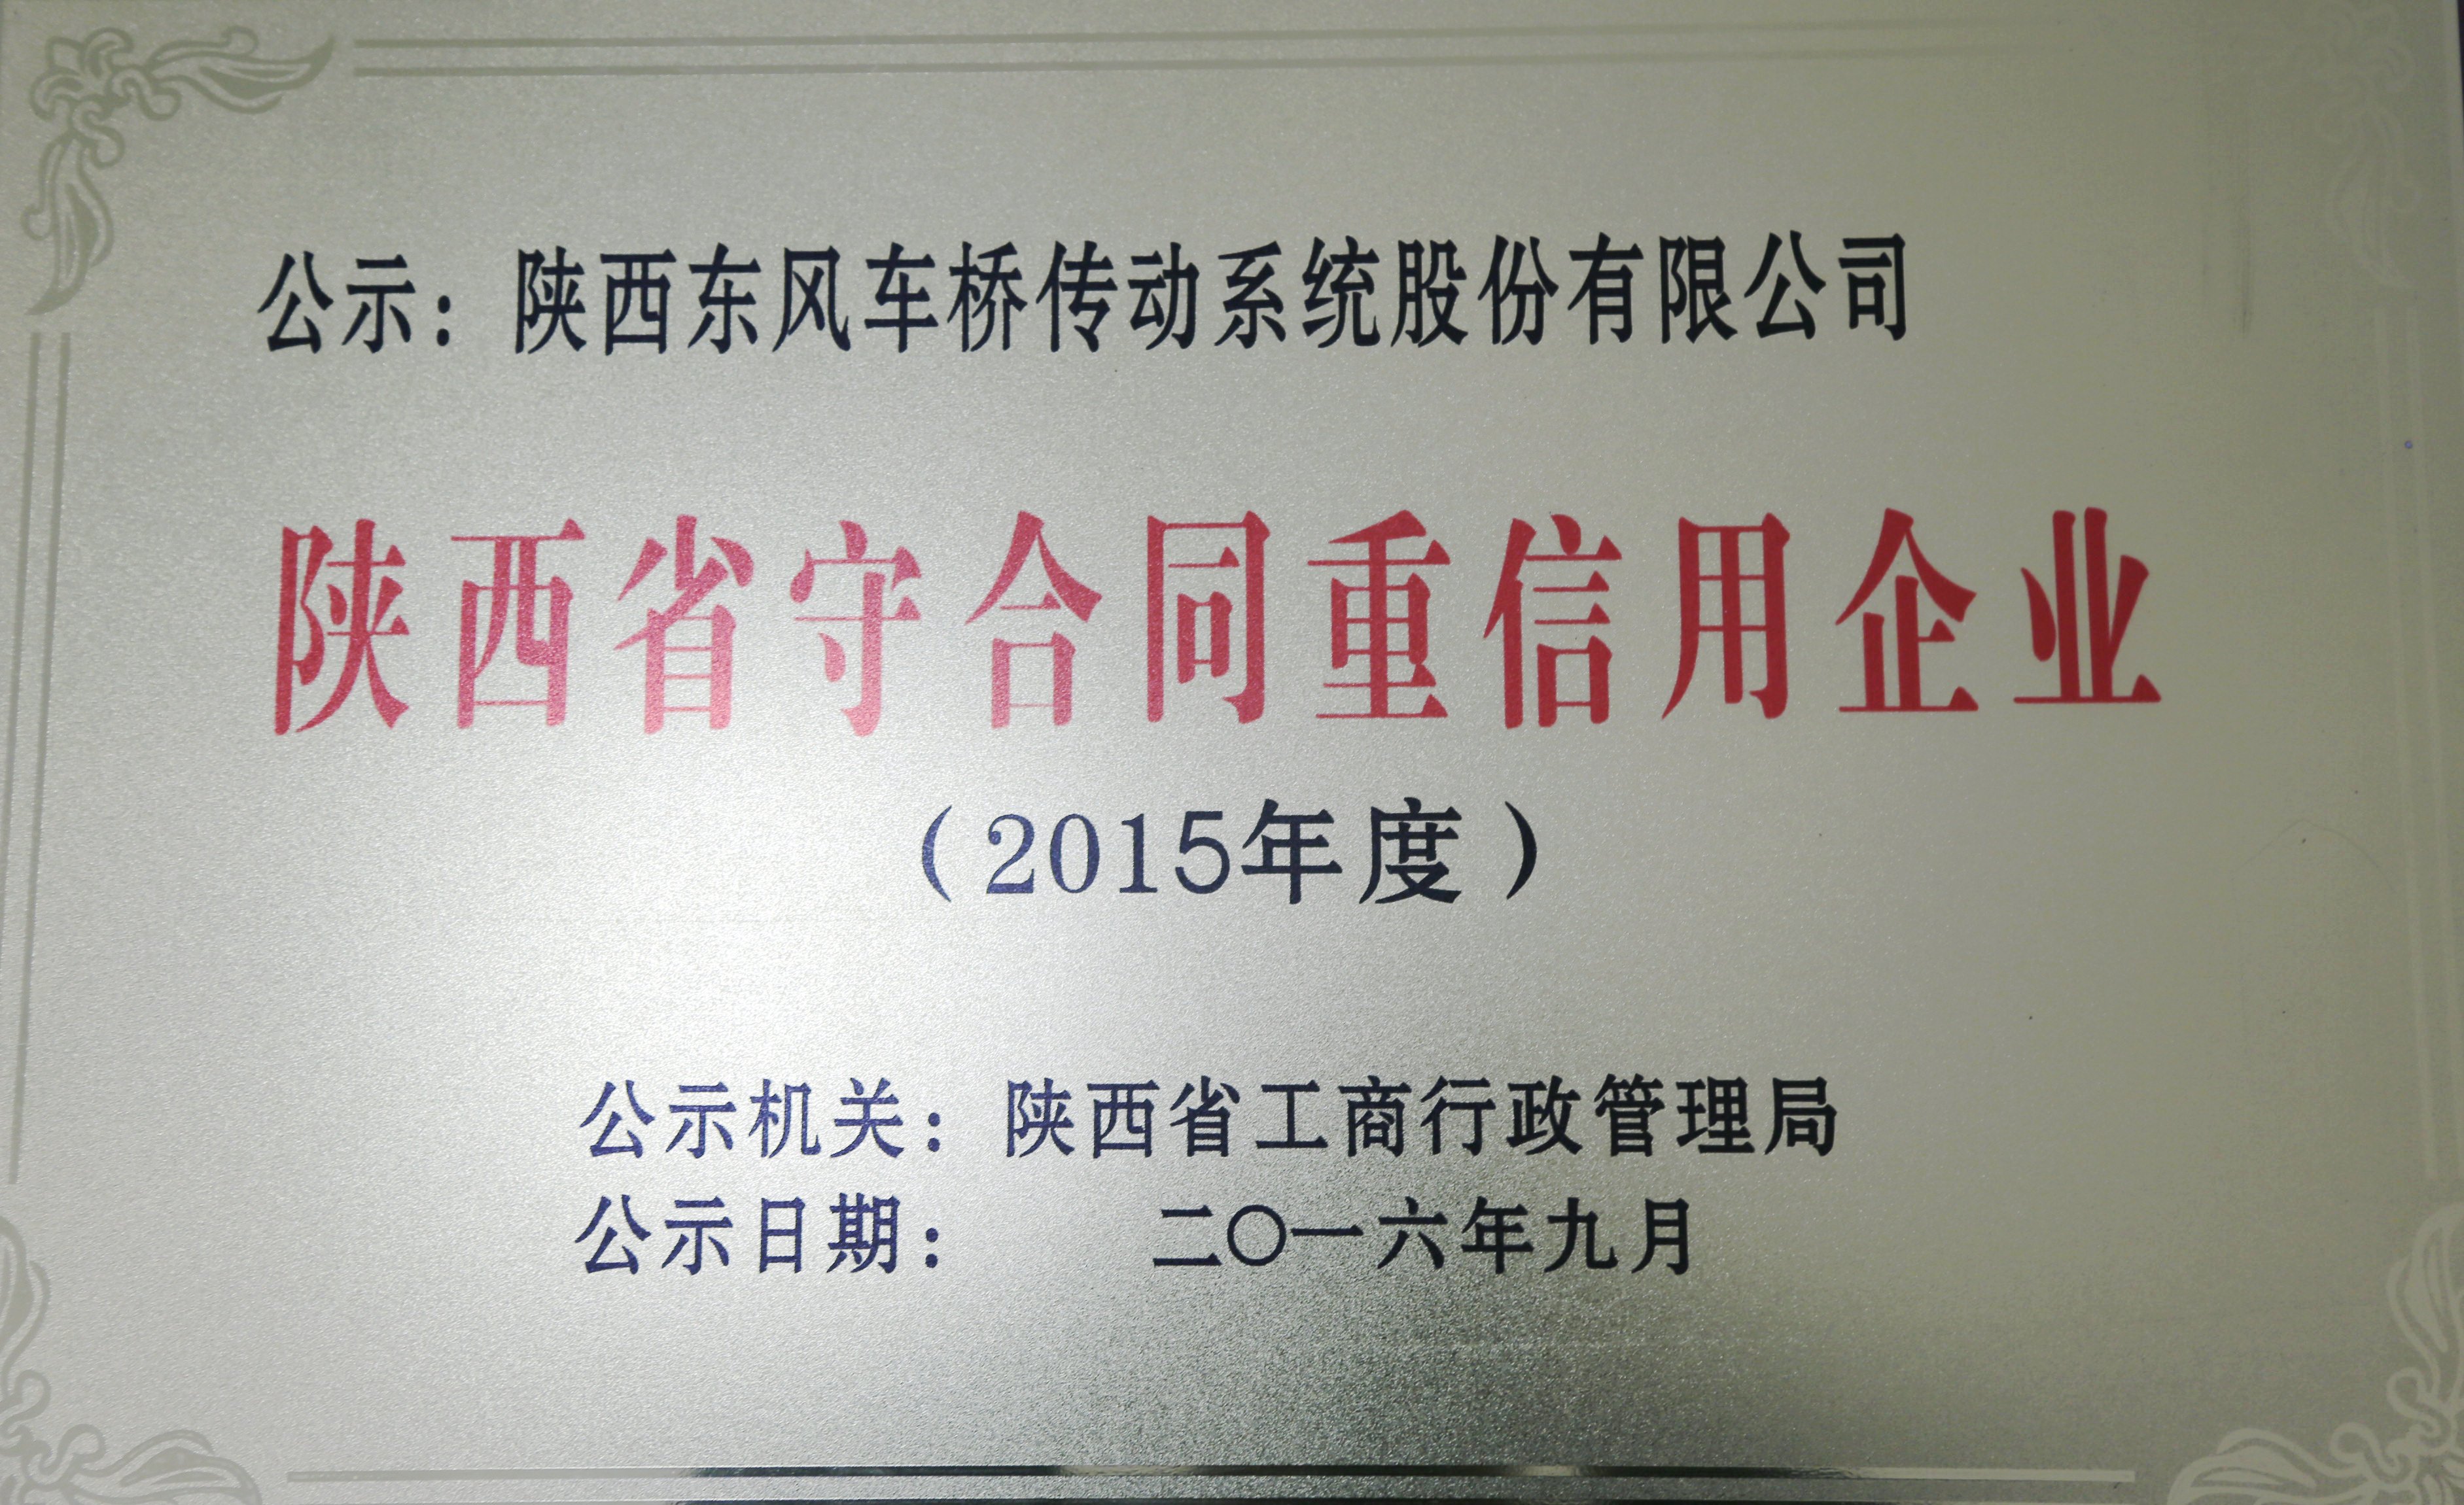 公示：陕西东风车桥传动系统股份有限公司
陕西省守合同重信用企业
（2015年度）
公示机关：陕西省工商行政管理局
公示日期：二〇一六年九月